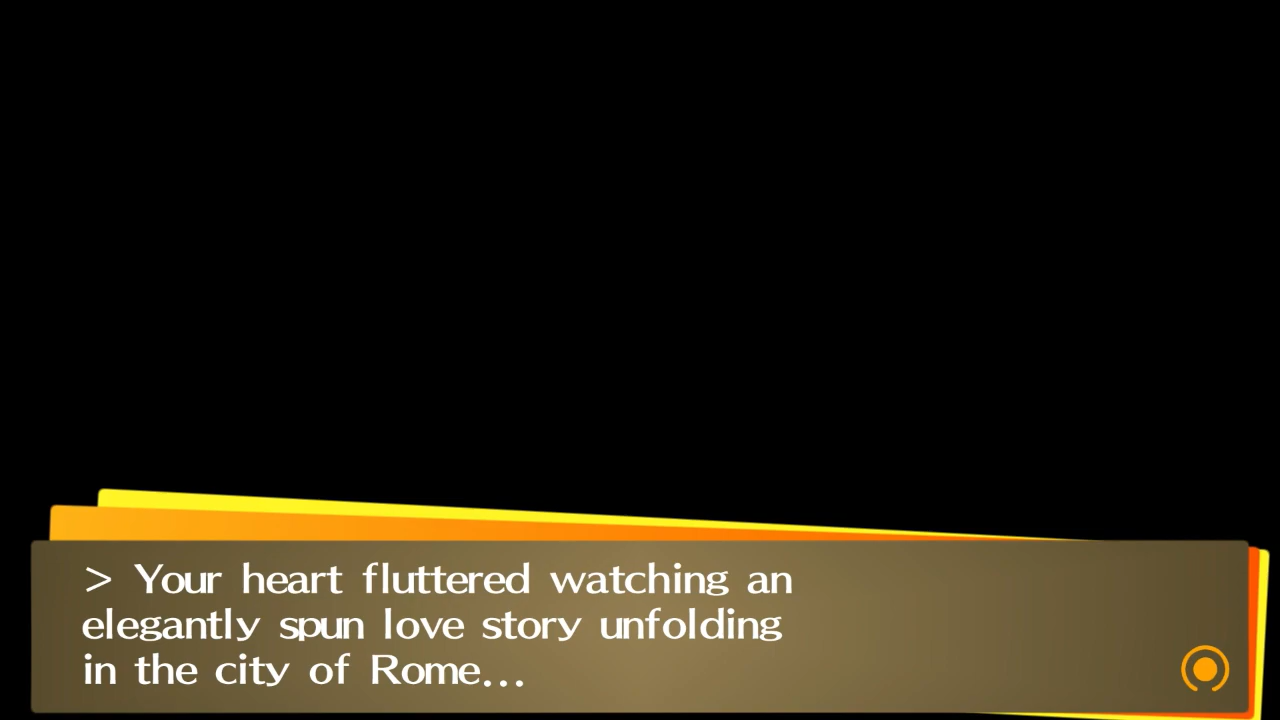 > Your heart fluttered watching an
elegantly spun love story unfolding
in the city of Rome...